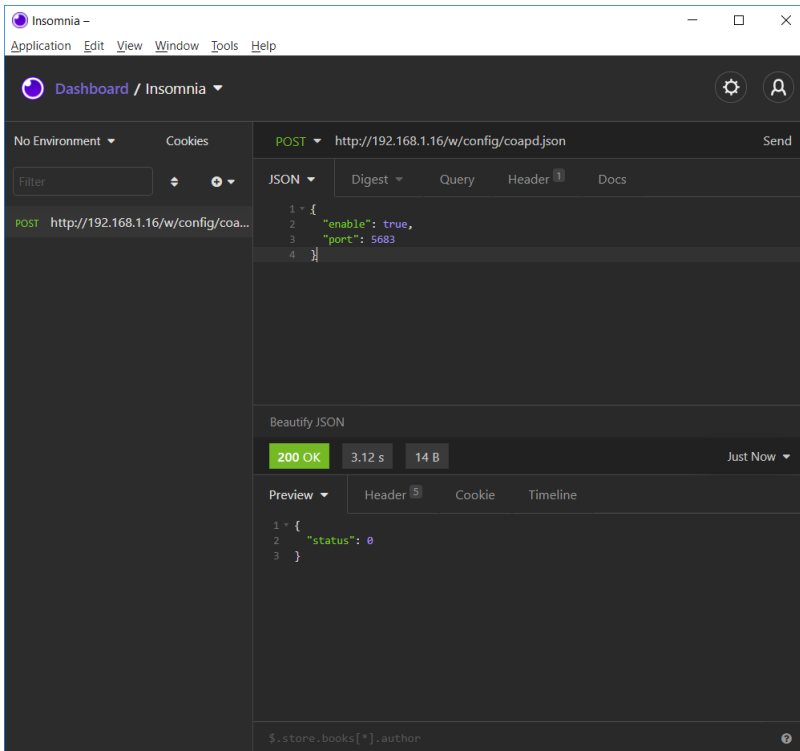 Insomnia –
Application Edit View Window Tools Help
Dashboard / Insomnia
No Environment Cookies
POST http://192.168.1.16/w/config/coapd.json Send
Filter
JSON Digest Query Header 1 Docs
POST http://192.168.1.16/w/config/coa...
1 {
2 "enable": true,
3 "port": 5683
4 }
Beautify JSON
200 OK 3.12 s 14 B Just Now
Preview Header 5 Cookie Timeline
1 {
2 "status": 0
3 }
$.store.books[*].author